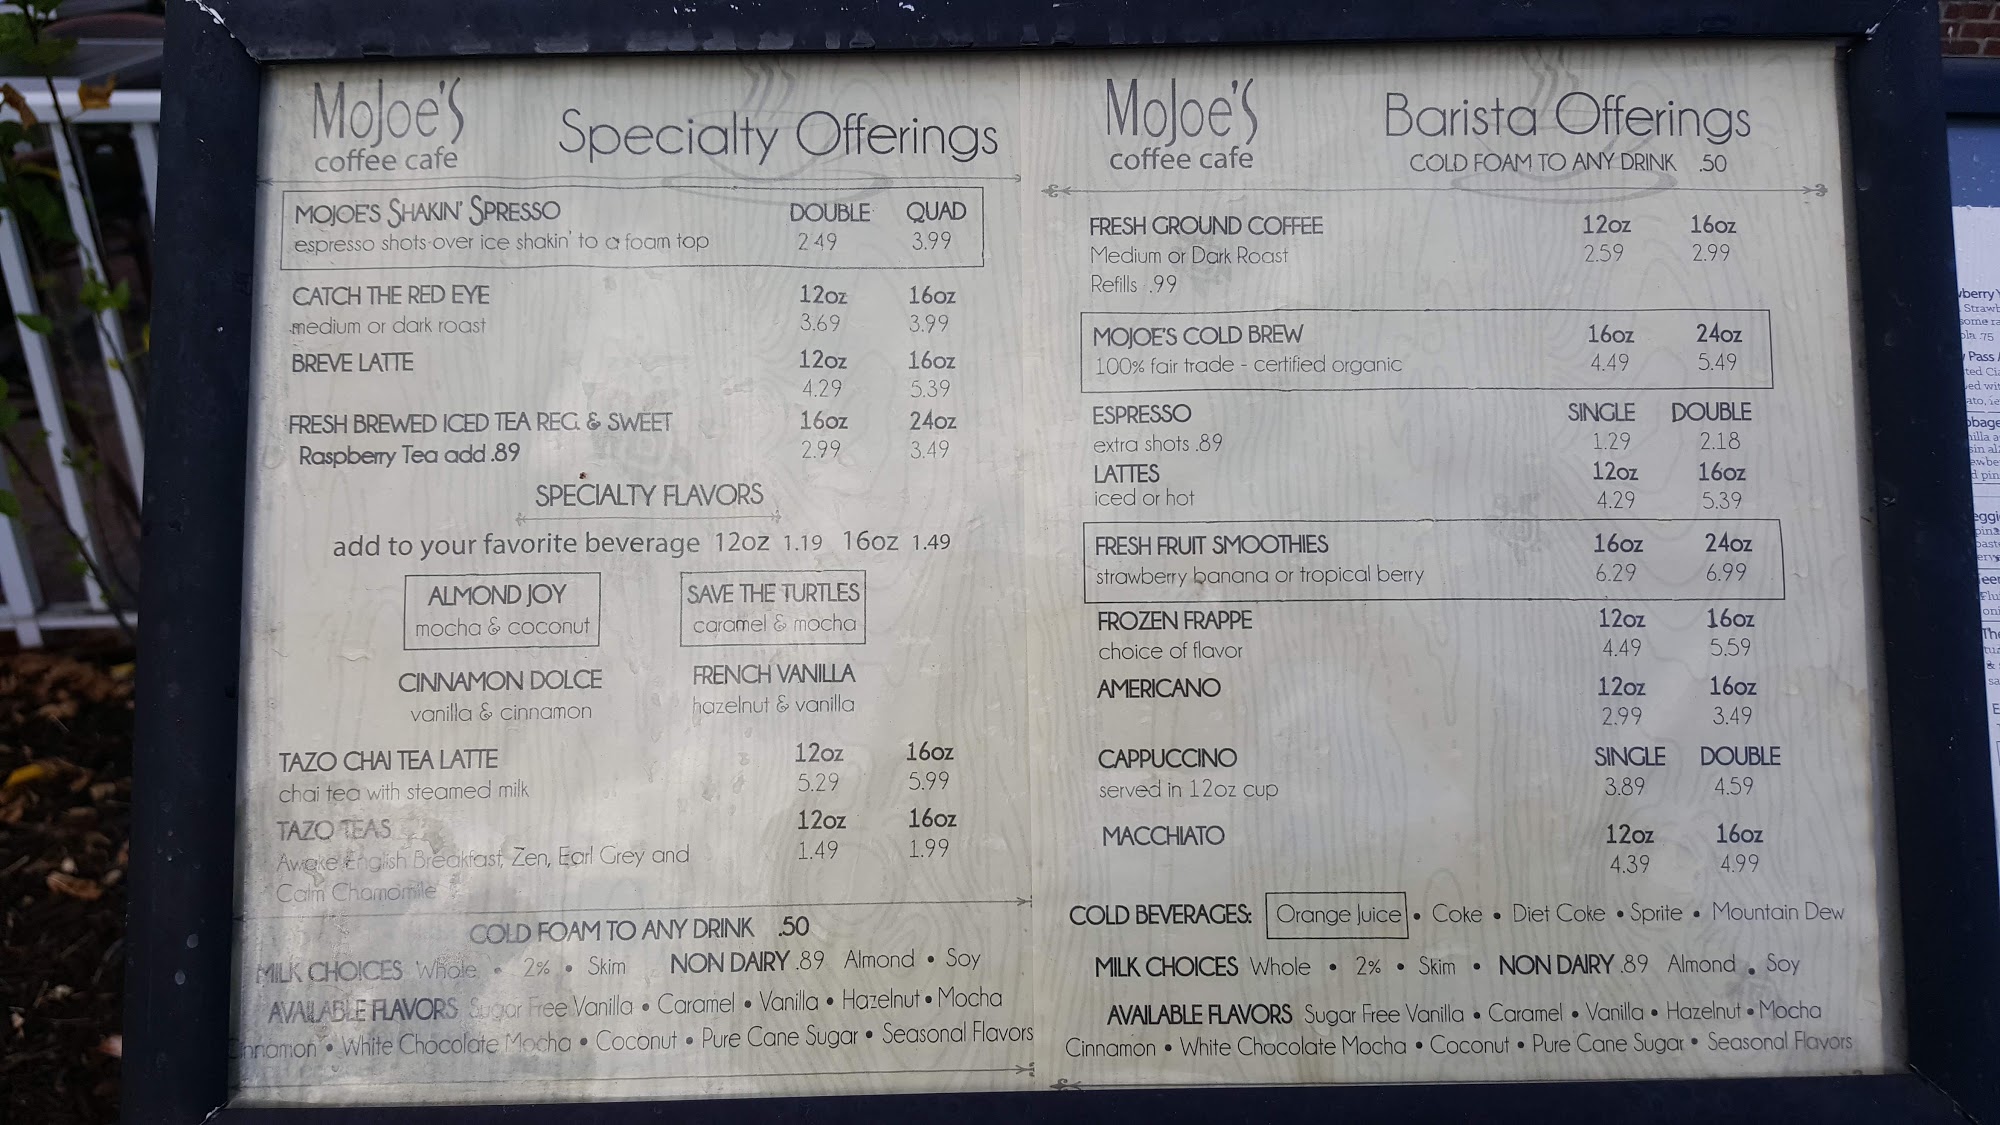 MoJoe's
coffee cafe
Specialty Offerings
MOJOE'S SHAKIN' SPRESSO DOUBLE QUAD
espresso shots over ice shakin' to a foam top 2.49 3.99
CATCH THE RED EYE 12oz 16oz
medium or dark roast 3.69 3.99
BREVE LATTE 12oz 16oz
4.29 5.39
FRESH BREWED ICED TEA REG. & SWEET 16oz 24oz
Raspberry Tea add .89 2.99 3.49
SPECIALTY FLAVORS
add to your favorite beverage 12oz 1.19 16oz 1.49
ALMOND JOY SAVE THE TURTLES
mocha & coconut caramel & mocha
CINNAMON DOLCE FRENCH VANILLA
vanilla & cinnamon hazelnut & vanilla
TAZO CHAI TEA LATTE 12oz 16oz
chai tea with steamed milk 5.29 5.99
TAZO TEAS 12oz 16oz
Awake English Breakfast, Zen, Earl Grey and 1.49 1.99
Calm Chamomile
COLD FOAM TO ANY DRINK .50
MILK CHOICES Whole • 2% • Skim NON DAIRY .89 Almond • Soy
AVAILABLE FLAVORS Sugar Free Vanilla • Caramel • Vanilla • Hazelnut • Mocha
Cinnamon • White Chocolate Mocha • Coconut • Pure Cane Sugar • Seasonal Flavors
MoJoe's
coffee cafe
Barista Offerings
COLD FOAM TO ANY DRINK .50
FRESH GROUND COFFEE 12oz 16oz
Medium or Dark Roast 2.59 2.99
Refills .99
MOJOE'S COLD BREW 16oz 24oz
100% fair trade - certified organic 4.49 5.49
ESPRESSO SINGLE DOUBLE
extra shots .89 1.29 2.18
LATTES 12oz 16oz
iced or hot 4.29 5.39
FRESH FRUIT SMOOTHIES 16oz 24oz
strawberry banana or tropical berry 6.29 6.99
FROZEN FRAPPE 12oz 16oz
choice of flavor 4.49 5.59
AMERICANO 12oz 16oz
2.99 3.49
CAPPUCCINO SINGLE DOUBLE
served in 12oz cup 3.89 4.59
MACCHIATO 12oz 16oz
4.39 4.99
COLD BEVERAGES: Orange Juice • Coke • Diet Coke • Sprite • Mountain Dew
MILK CHOICES Whole • 2% • Skim • NON DAIRY .89 Almond • Soy
AVAILABLE FLAVORS Sugar Free Vanilla • Caramel • Vanilla • Hazelnut • Mocha
Cinnamon • White Chocolate Mocha • Coconut • Pure Cane Sugar • Seasonal Flavors